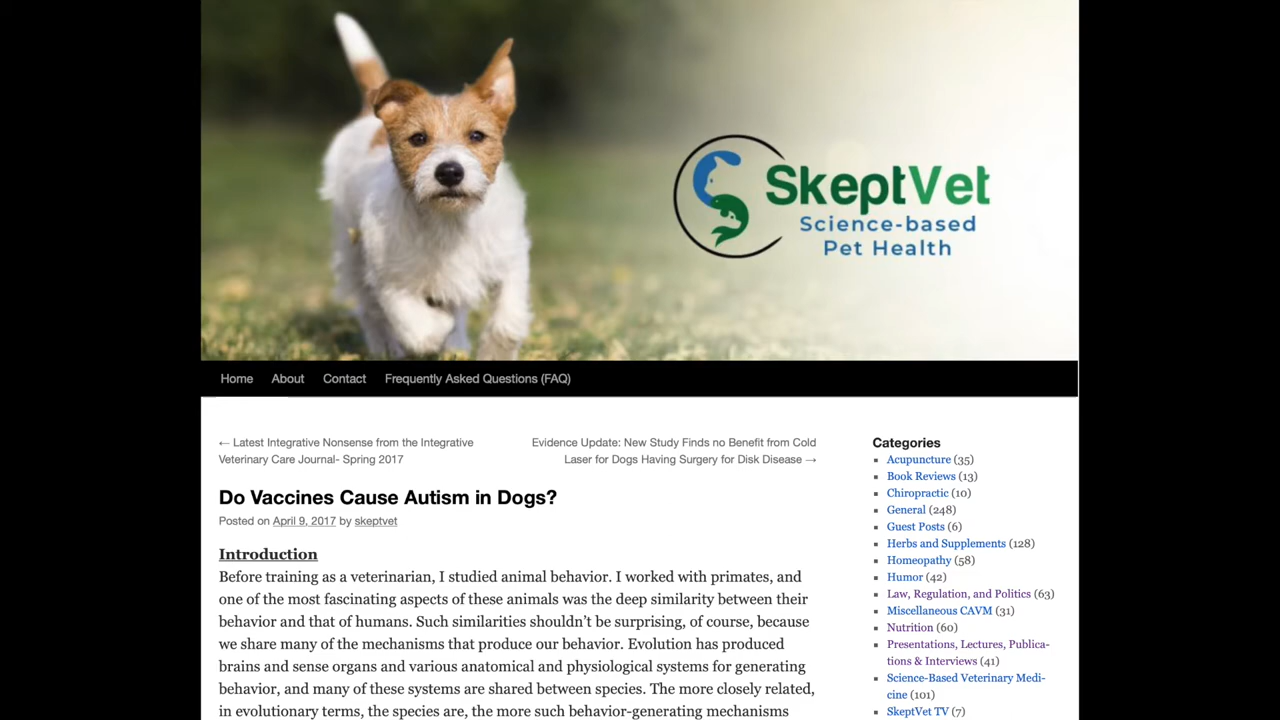 SkeptVet
Science-based
Pet Health
Home
About
Contact
Frequently Asked Questions (FAQ)
← Latest Integrative Nonsense from the Integrative
Veterinary Care Journal- Spring 2017
Evidence Update: New Study Finds no Benefit from Cold
Laser for Dogs Having Surgery for Disk Disease →
Do Vaccines Cause Autism in Dogs?
Posted on April 9, 2017 by skeptvet
Introduction
Before training as a veterinarian, I studied animal behavior. I worked with primates, and
one of the most fascinating aspects of these animals was the deep similarity between their
behavior and that of humans. Such similarities shouldn’t be surprising, of course, because
we share many of the mechanisms that produce our behavior. Evolution has produced
brains and sense organs and various anatomical and physiological systems for generating
behavior, and many of these systems are shared between species. The more closely related,
in evolutionary terms, the species are, the more such behavior-generating mechanisms
Categories
Acupuncture (35)
Book Reviews (13)
Chiropractic (10)
General (248)
Guest Posts (6)
Herbs and Supplements (128)
Homeopathy (58)
Humor (42)
Law, Regulation, and Politics (63)
Miscellaneous CAVM (31)
Nutrition (60)
Presentations, Lectures, Publica-
tions & Interviews (41)
Science-Based Veterinary Medi-
cine (101)
SkeptVet TV (7)